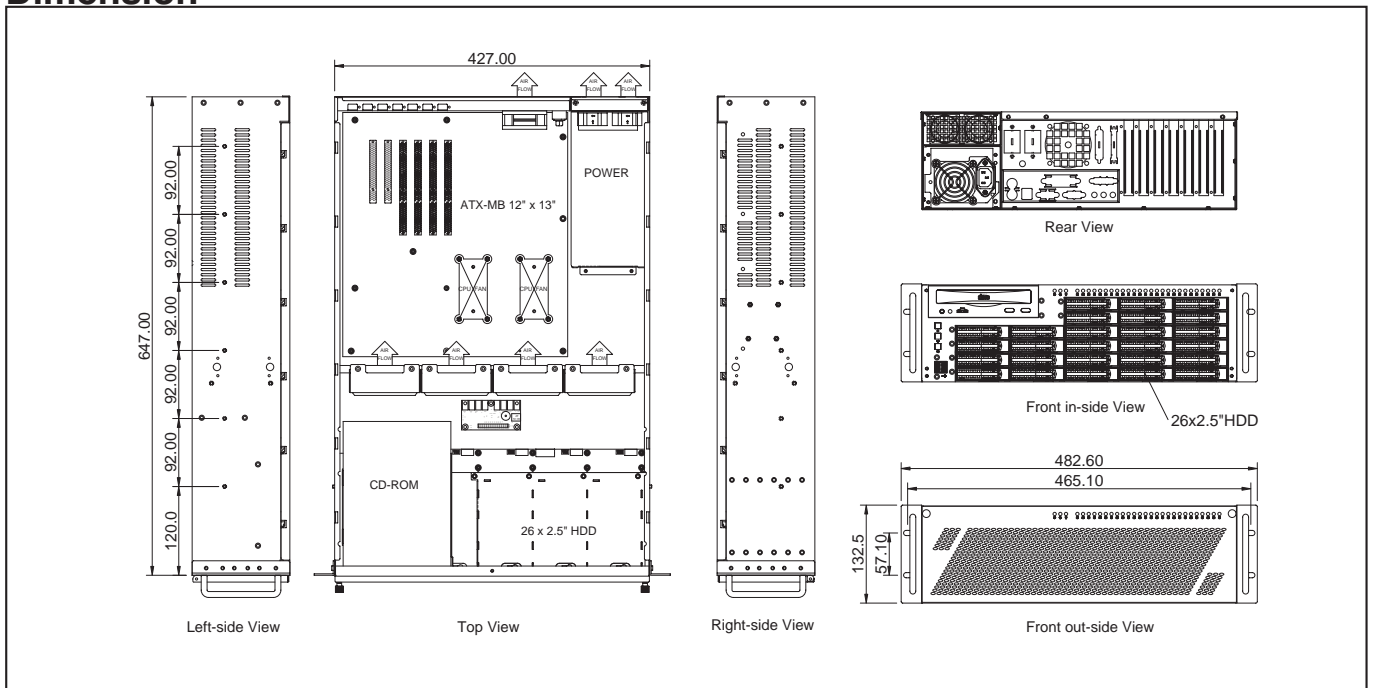 Dimension
427.00
AIR FLOW
AIR FLOW
AIR FLOW
POWER
ATX-MB 12" x 13"
CPU FAN
CPU FAN
AIR FLOW
AIR FLOW
AIR FLOW
AIR FLOW
CD-ROM
26 x 2.5" HDD
647.00
92.00
92.00
92.00
92.00
92.00
120.0
Left-side View
Top View
Right-side View
Rear View
Front in-side View
26x2.5"HDD
482.60
465.10
132.5
57.10
Front out-side View